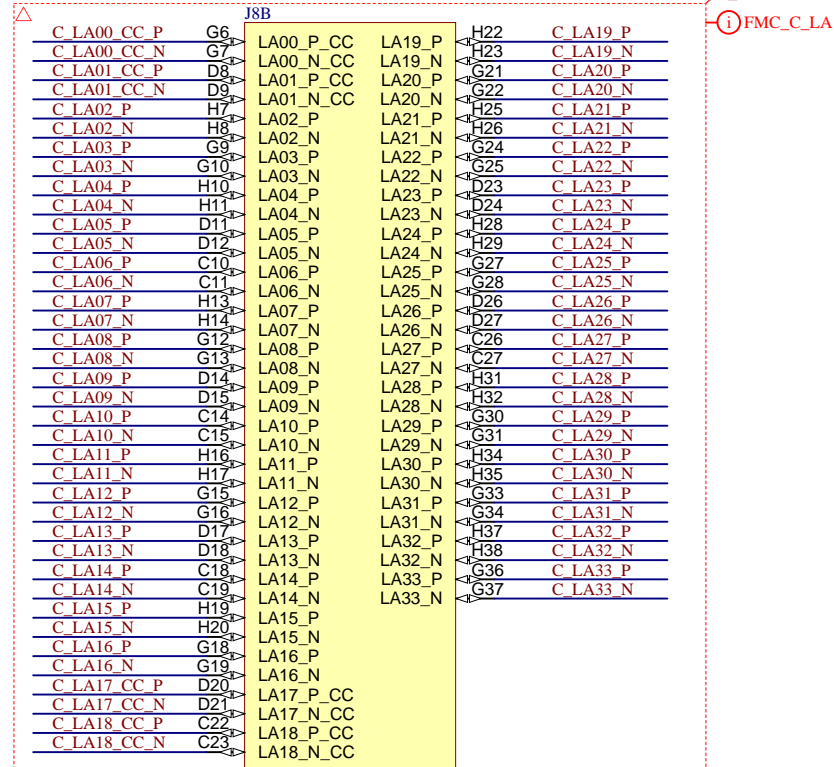 J8B
FMC_C_LA
C_LA00_CC_P G6 LA00_P_CC LA19_P H22 C_LA19_P
C_LA00_CC_N G7 LA00_N_CC LA19_N H23 C_LA19_N
C_LA01_CC_P D8 LA01_P_CC LA20_P G21 C_LA20_P
C_LA01_CC_N D9 LA01_N_CC LA20_N G22 C_LA20_N
C_LA02_P H7 LA02_P LA21_P H25 C_LA21_P
C_LA02_N H8 LA02_N LA21_N H26 C_LA21_N
C_LA03_P G9 LA03_P LA22_P G24 C_LA22_P
C_LA03_N G10 LA03_N LA22_N G25 C_LA22_N
C_LA04_P H10 LA04_P LA23_P D23 C_LA23_P
C_LA04_N H11 LA04_N LA23_N D24 C_LA23_N
C_LA05_P D11 LA05_P LA24_P H28 C_LA24_P
C_LA05_N D12 LA05_N LA24_N H29 C_LA24_N
C_LA06_P C10 LA06_P LA25_P G27 C_LA25_P
C_LA06_N C11 LA06_N LA25_N G28 C_LA25_N
C_LA07_P H13 LA07_P LA26_P D26 C_LA26_P
C_LA07_N H14 LA07_N LA26_N D27 C_LA26_N
C_LA08_P G12 LA08_P LA27_P C26 C_LA27_P
C_LA08_N G13 LA08_N LA27_N C27 C_LA27_N
C_LA09_P D14 LA09_P LA28_P H31 C_LA28_P
C_LA09_N D15 LA09_N LA28_N H32 C_LA28_N
C_LA10_P C14 LA10_P LA29_P G30 C_LA29_P
C_LA10_N C15 LA10_N LA29_N G31 C_LA29_N
C_LA11_P H16 LA11_P LA30_P H34 C_LA30_P
C_LA11_N H17 LA11_N LA30_N H35 C_LA30_N
C_LA12_P G15 LA12_P LA31_P G33 C_LA31_P
C_LA12_N G16 LA12_N LA31_N G34 C_LA31_N
C_LA13_P D17 LA13_P LA32_P H37 C_LA32_P
C_LA13_N D18 LA13_N LA32_N H38 C_LA32_N
C_LA14_P C18 LA14_P LA33_P G36 C_LA33_P
C_LA14_N C19 LA14_N LA33_N G37 C_LA33_N
C_LA15_P H19 LA15_P
C_LA15_N H20 LA15_N
C_LA16_P G18 LA16_P
C_LA16_N G19 LA16_N
C_LA17_CC_P D20 LA17_P_CC
C_LA17_CC_N D21 LA17_N_CC
C_LA18_CC_P C22 LA18_P_CC
C_LA18_CC_N C23 LA18_N_CC